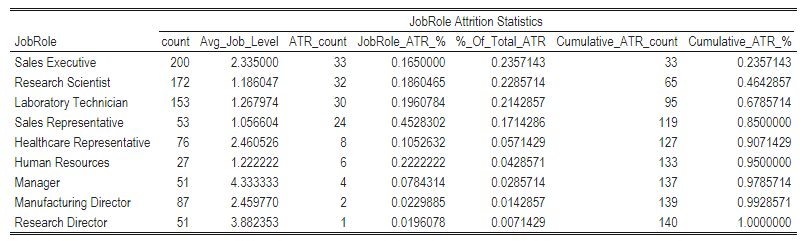 JobRole Attrition Statistics
JobRole count Avg_Job_Level ATR_count JobRole_ATR_% %_Of_Total_ATR Cumulative_ATR_count Cumulative_ATR_%
Sales Executive 200 2.335000 33 0.1650000 0.2357143 33 0.2357143
Research Scientist 172 1.186047 32 0.1860465 0.2285714 65 0.4642857
Laboratory Technician 153 1.267974 30 0.1960784 0.2142857 95 0.6785714
Sales Representative 53 1.056604 24 0.4528302 0.1714286 119 0.8500000
Healthcare Representative 76 2.460526 8 0.1052632 0.0571429 127 0.9071429
Human Resources 27 1.222222 6 0.2222222 0.0428571 133 0.9500000
Manager 51 4.333333 4 0.0784314 0.0285714 137 0.9785714
Manufacturing Director 87 2.459770 2 0.0229885 0.0142857 139 0.9928571
Research Director 51 3.882353 1 0.0196078 0.0071429 140 1.0000000